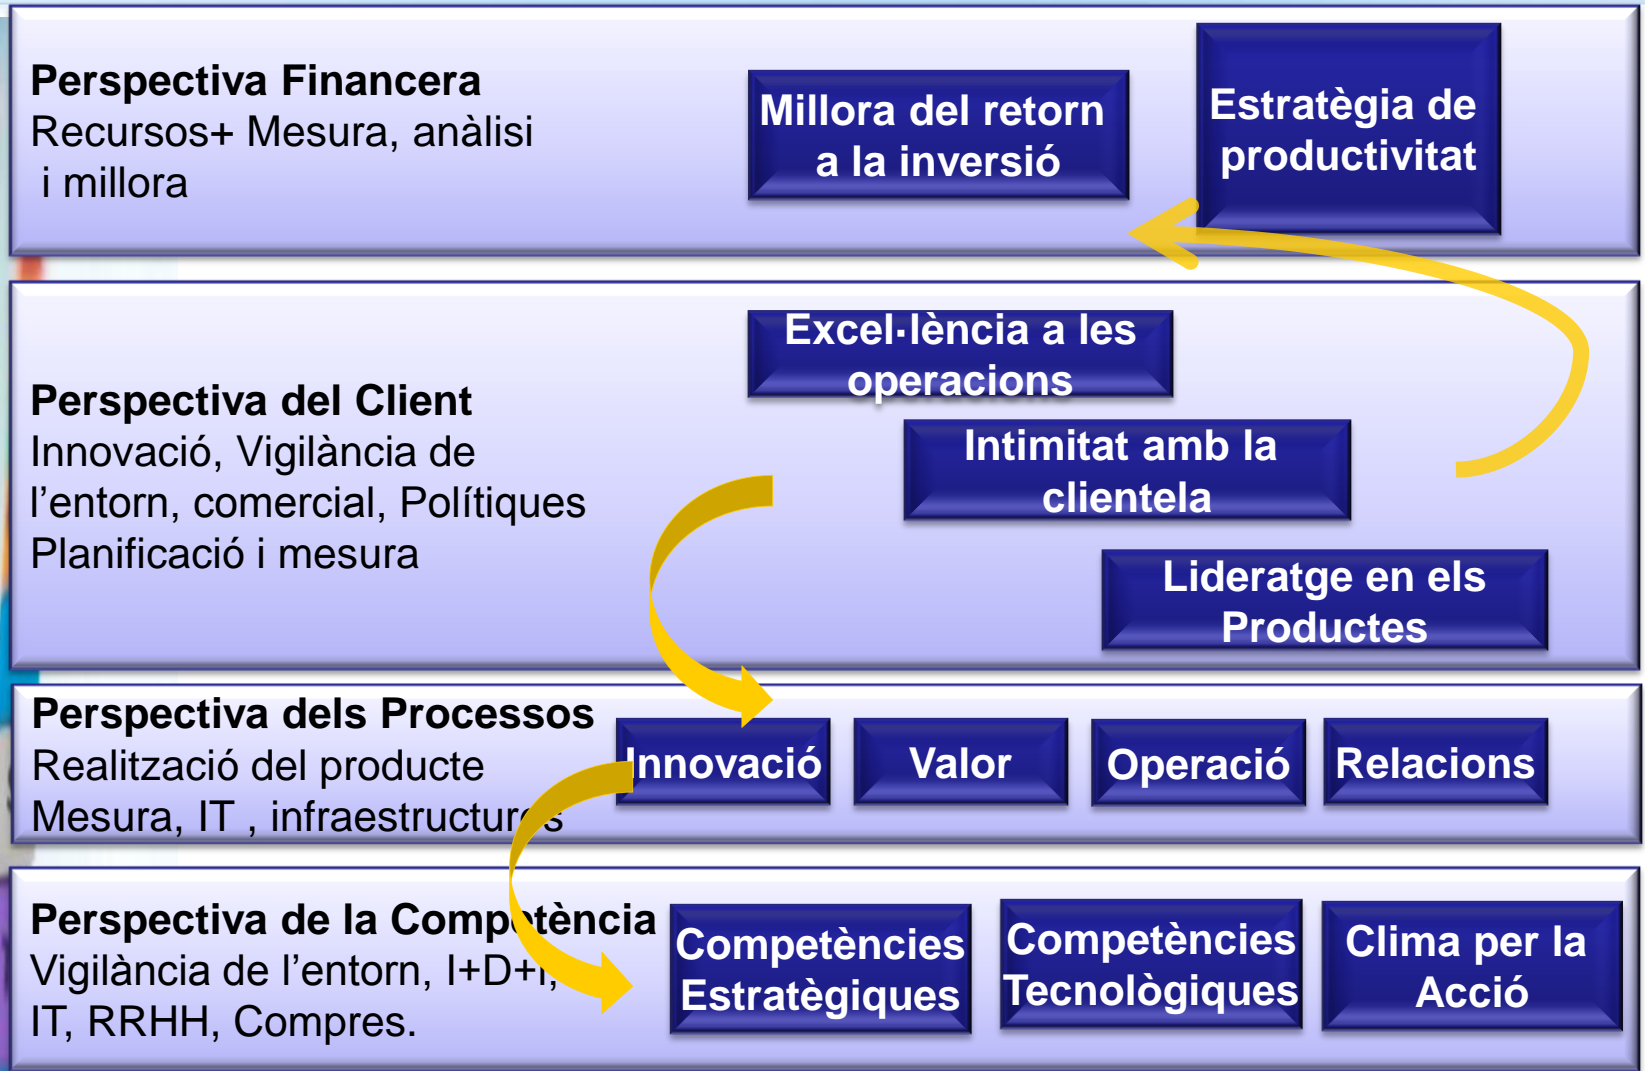 Perspectiva Financera
Recursos+ Mesura, anàlisi
i millora
Millora del retorn
a la inversió
Estratègia de
productivitat
Perspectiva del Client
Innovació, Vigilància de
l’entorn, comercial, Polítiques
Planificació i mesura
Excel·lència a les
operacions
Intimitat amb la
clientela
Lideratge en els
Productes
Perspectiva dels Processos
Realització del producte
Mesura, IT , infraestructures
Innovació
Valor
Operació
Relacions
Perspectiva de la Competència
Vigilància de l’entorn, I+D+i,
IT, RRHH, Compres.
Competències
Estratègiques
Competències
Tecnològiques
Clima per la
Acció